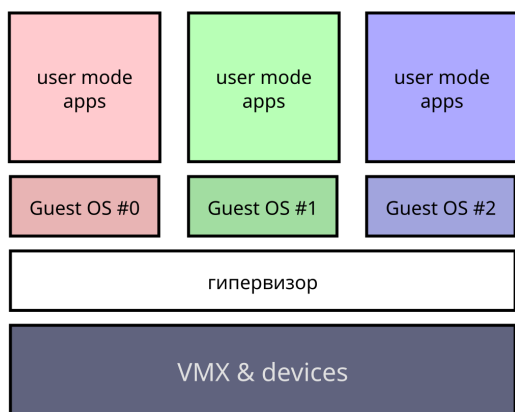 user mode
apps
user mode
apps
user mode
apps
Guest OS #0
Guest OS #1
Guest OS #2
гипервизор
VMX & devices